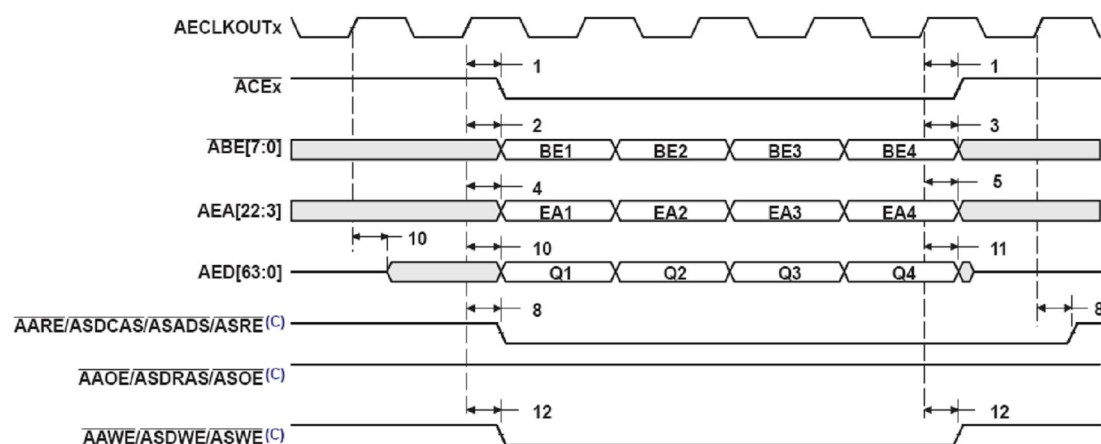 AECLKOUTx
1 1
ACEx
2 3
ABE[7:0] BE1 BE2 BE3 BE4
4 5
AEA[22:3] EA1 EA2 EA3 EA4
10 10 11
AED[63:0] Q1 Q2 Q3 Q4
8 8
AARE/ASDCAS/ASADS/ASRE(C)
AAOE/ASDRAS/ASOE(C)
12 12
AAWE/ASDWE/ASWE(C)